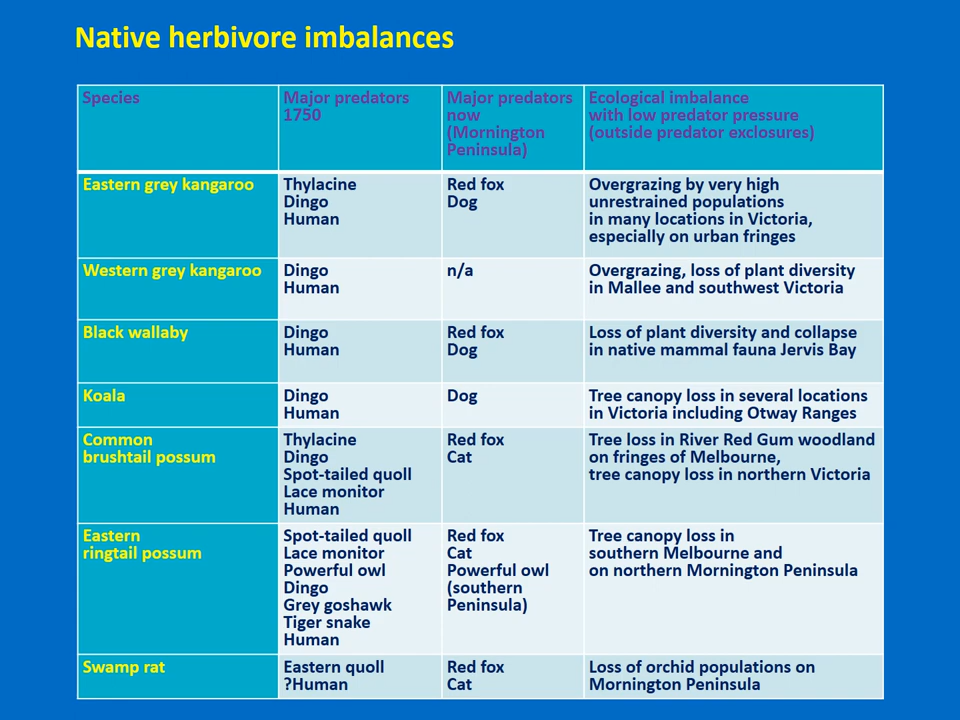 Native herbivore imbalances
Species
Major predators
1750
Major predators
now
(Mornington
Peninsula)
Ecological imbalance
with low predator pressure
(outside predator exclosures)
Eastern grey kangaroo
Thylacine
Dingo
Human
Red fox
Dog
Overgrazing by very high
unrestrained populations
in many locations in Victoria,
especially on urban fringes
Western grey kangaroo
Dingo
Human
n/a
Overgrazing, loss of plant diversity
in Mallee and southwest Victoria
Black wallaby
Dingo
Human
Red fox
Dog
Loss of plant diversity and collapse
in native mammal fauna Jervis Bay
Koala
Dingo
Human
Dog
Tree canopy loss in several locations
in Victoria including Otway Ranges
Common
brushtail possum
Thylacine
Dingo
Spot-tailed quoll
Lace monitor
Human
Red fox
Cat
Tree loss in River Red Gum woodland
on fringes of Melbourne,
tree canopy loss in northern Victoria
Eastern
ringtail possum
Spot-tailed quoll
Lace monitor
Powerful owl
Dingo
Grey goshawk
Tiger snake
Human
Red fox
Cat
Powerful owl
(southern
Peninsula)
Tree canopy loss in
southern Melbourne and
on northern Mornington Peninsula
Swamp rat
Eastern quoll
?Human
Red fox
Cat
Loss of orchid populations on
Mornington Peninsula